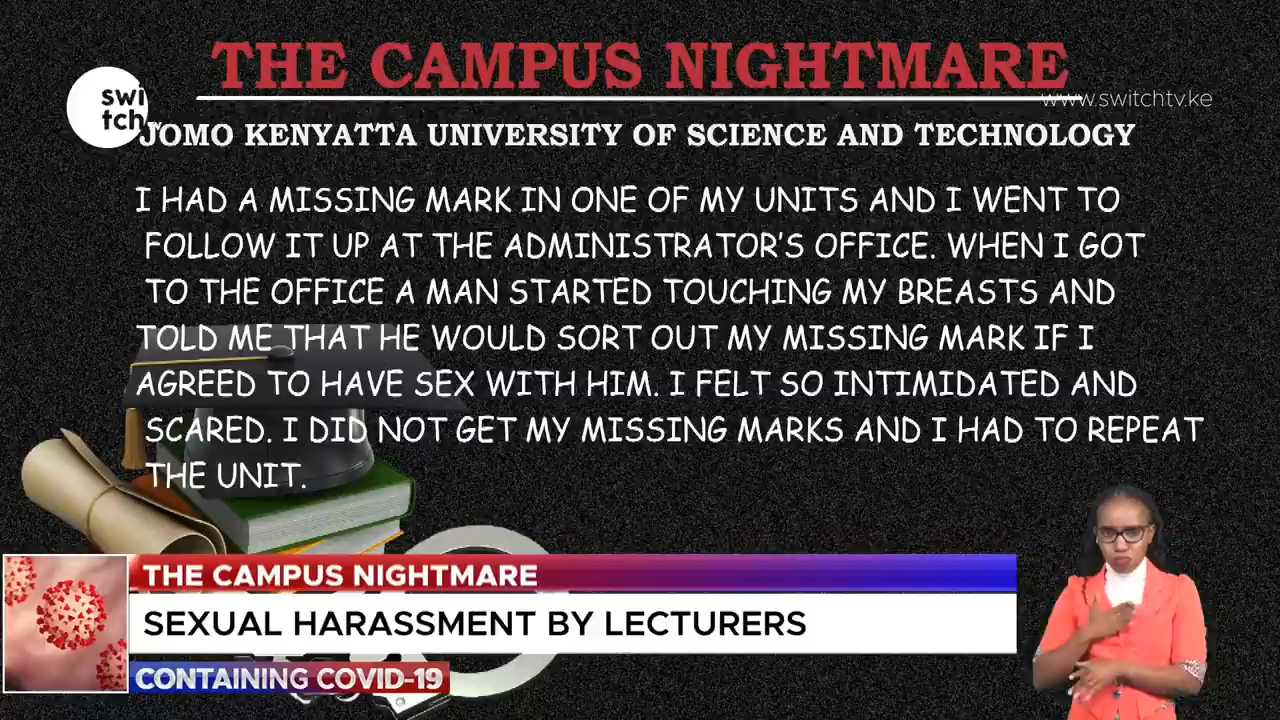 THE CAMPUS NIGHTMARE
swi
tch
www.switchtv.ke
JOMO KENYATTA UNIVERSITY OF SCIENCE AND TECHNOLOGY
I HAD A MISSING MARK IN ONE OF MY UNITS AND I WENT TO
FOLLOW IT UP AT THE ADMINISTRATOR'S OFFICE. WHEN I GOT
TO THE OFFICE A MAN STARTED TOUCHING MY BREASTS AND
TOLD ME THAT HE WOULD SORT OUT MY MISSING MARK IF I
AGREED TO HAVE SEX WITH HIM. I FELT SO INTIMIDATED AND
SCARED. I DID NOT GET MY MISSING MARKS AND I HAD TO REPEAT
THE UNIT.
THE CAMPUS NIGHTMARE
SEXUAL HARASSMENT BY LECTURERS
CONTAINING COVID-19